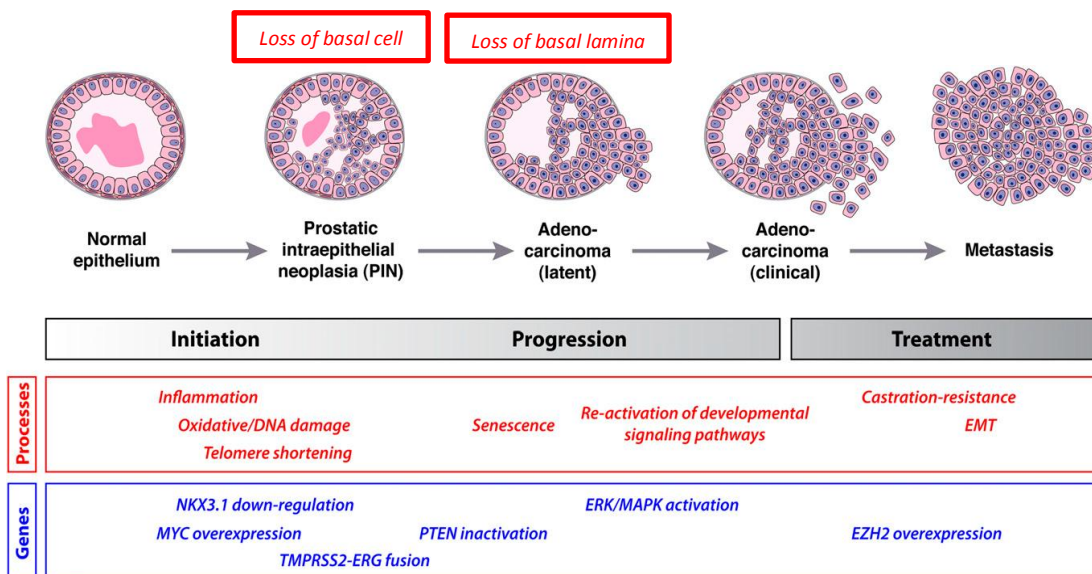 Loss of basal cell
Loss of basal lamina
Normal
epithelium
Prostatic
intraepithelial
neoplasia (PIN)
Adeno-
carcinoma
(latent)
Adeno-
carcinoma
(clinical)
Metastasis
Initiation
Progression
Treatment
Processes
Inflammation
Oxidative/DNA damage
Telomere shortening
Senescence
Re-activation of developmental
signaling pathways
Castration-resistance
EMT
Genes
NKX3.1 down-regulation
MYC overexpression
TMPRSS2-ERG fusion
PTEN inactivation
ERK/MAPK activation
EZH2 overexpression